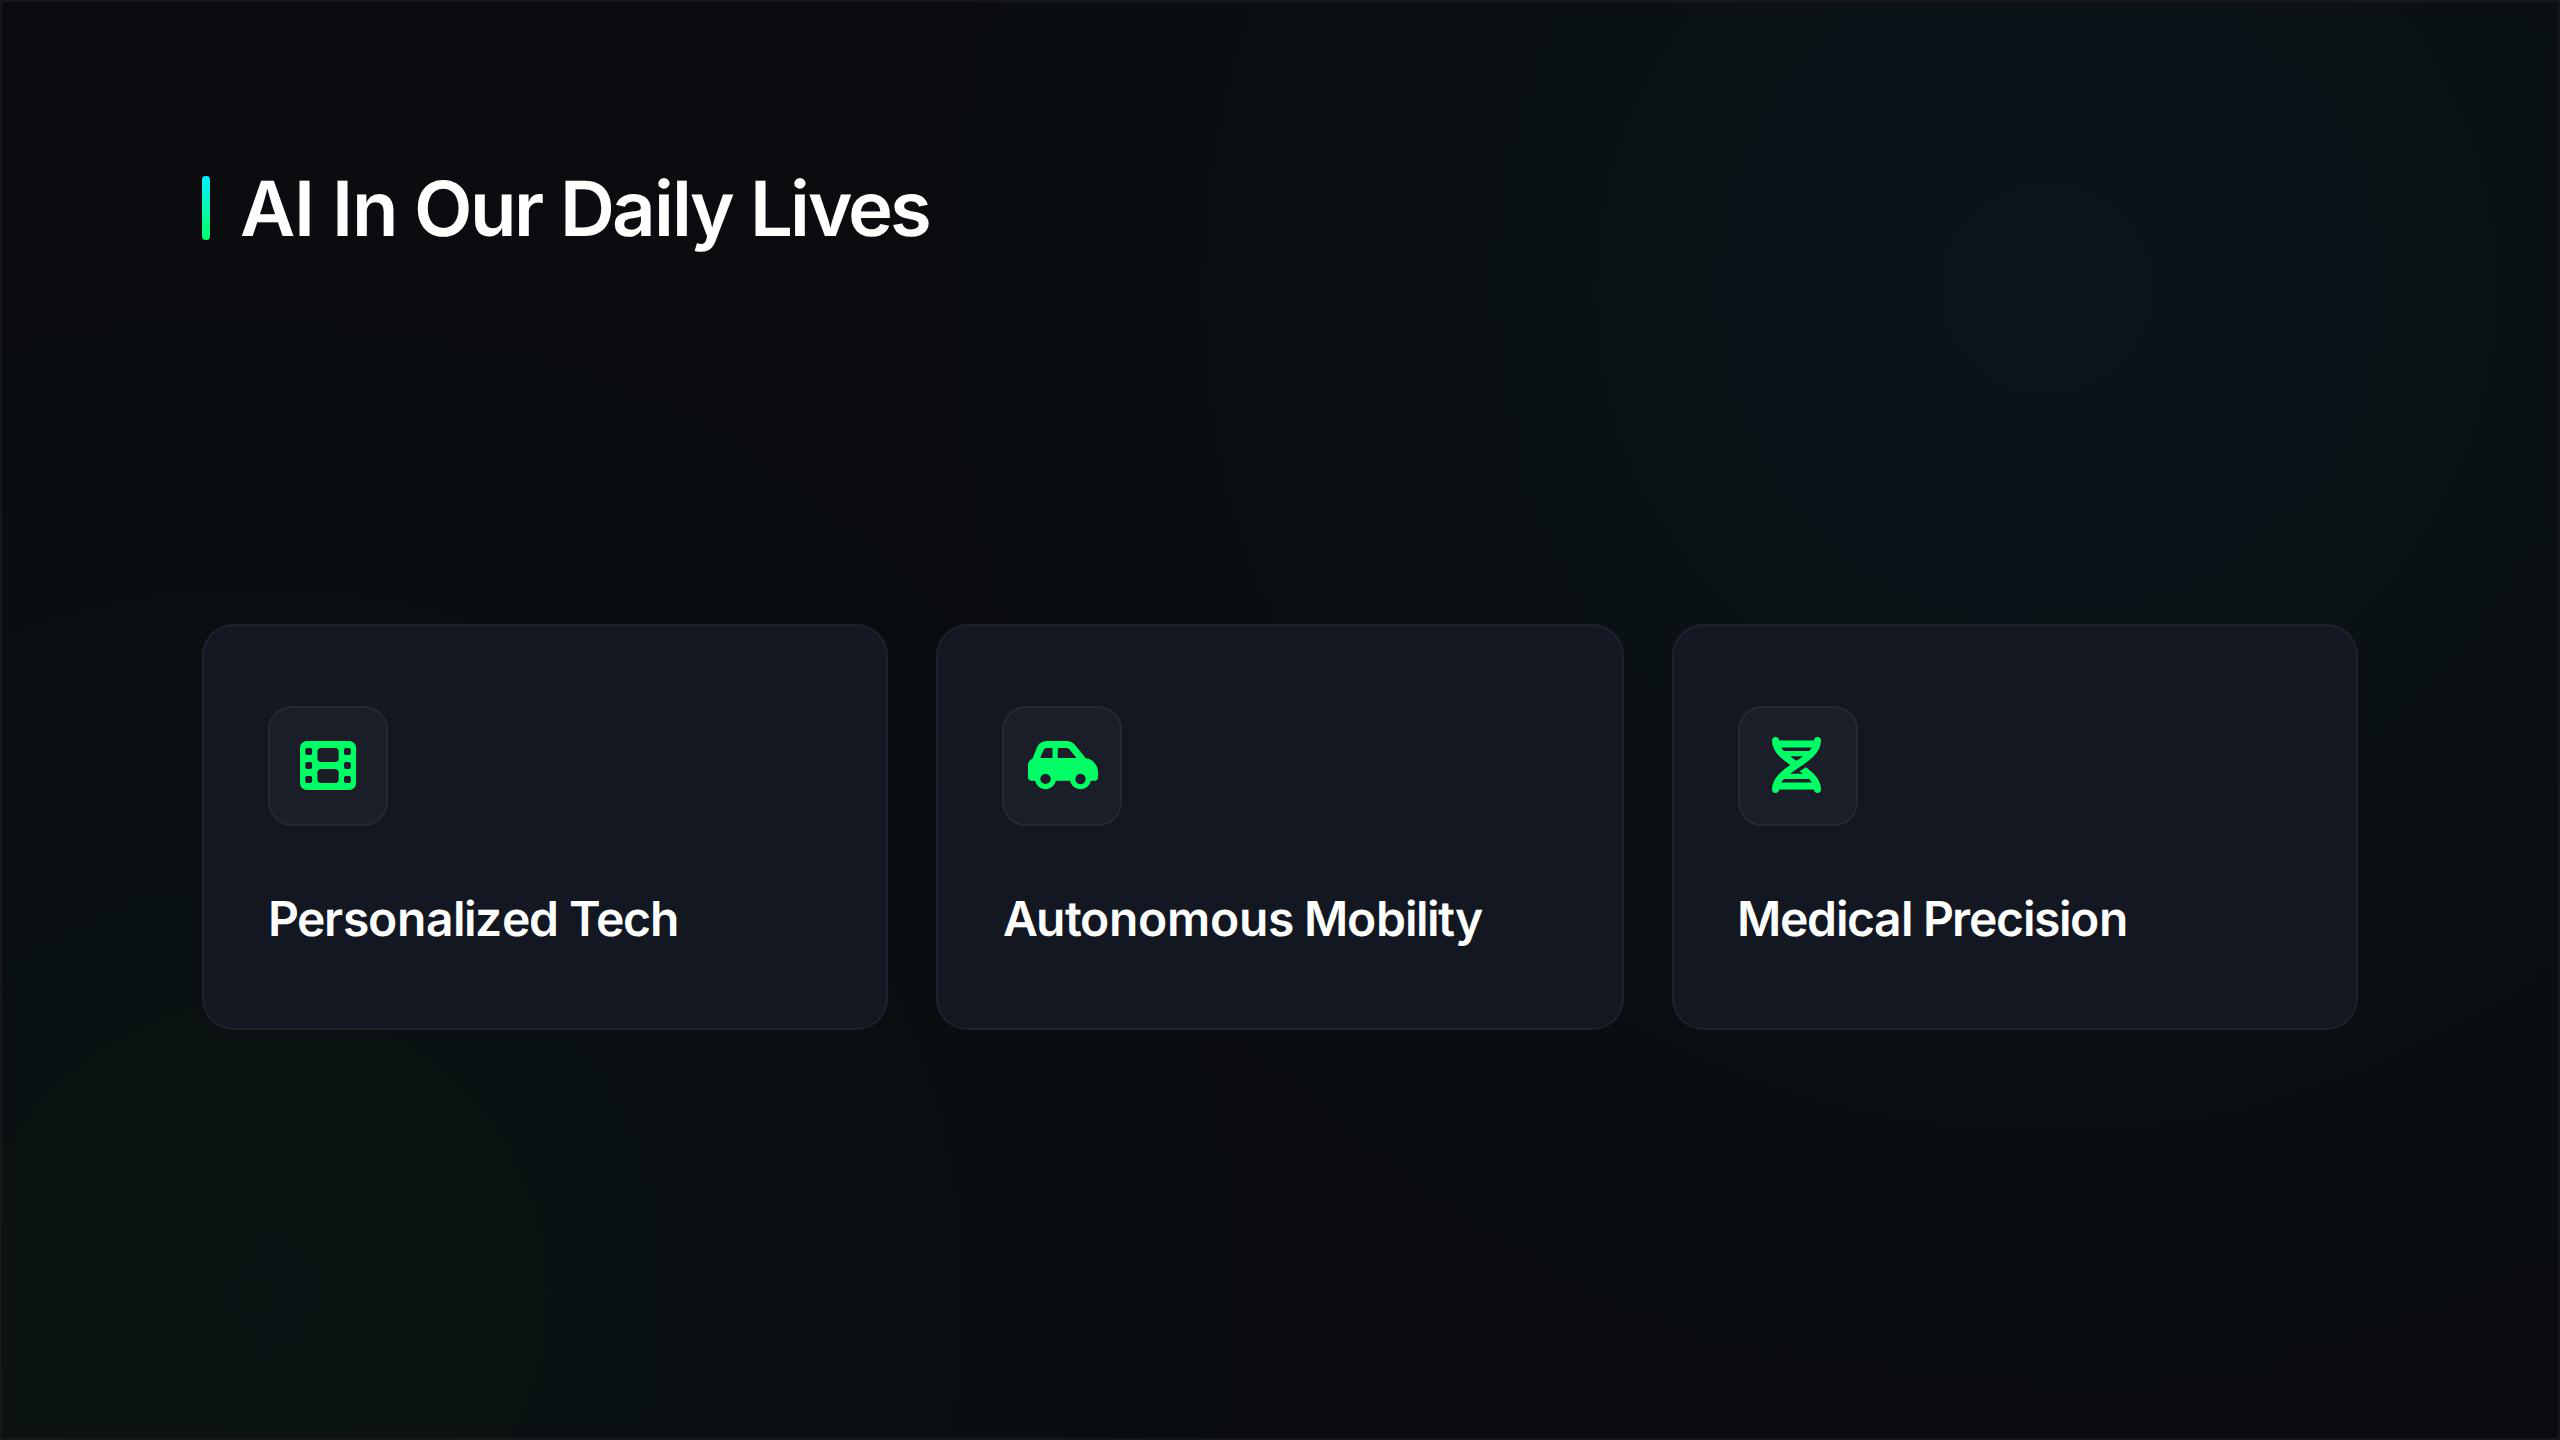 AI In Our Daily Lives
Personalized Tech
Autonomous Mobility
Medical Precision